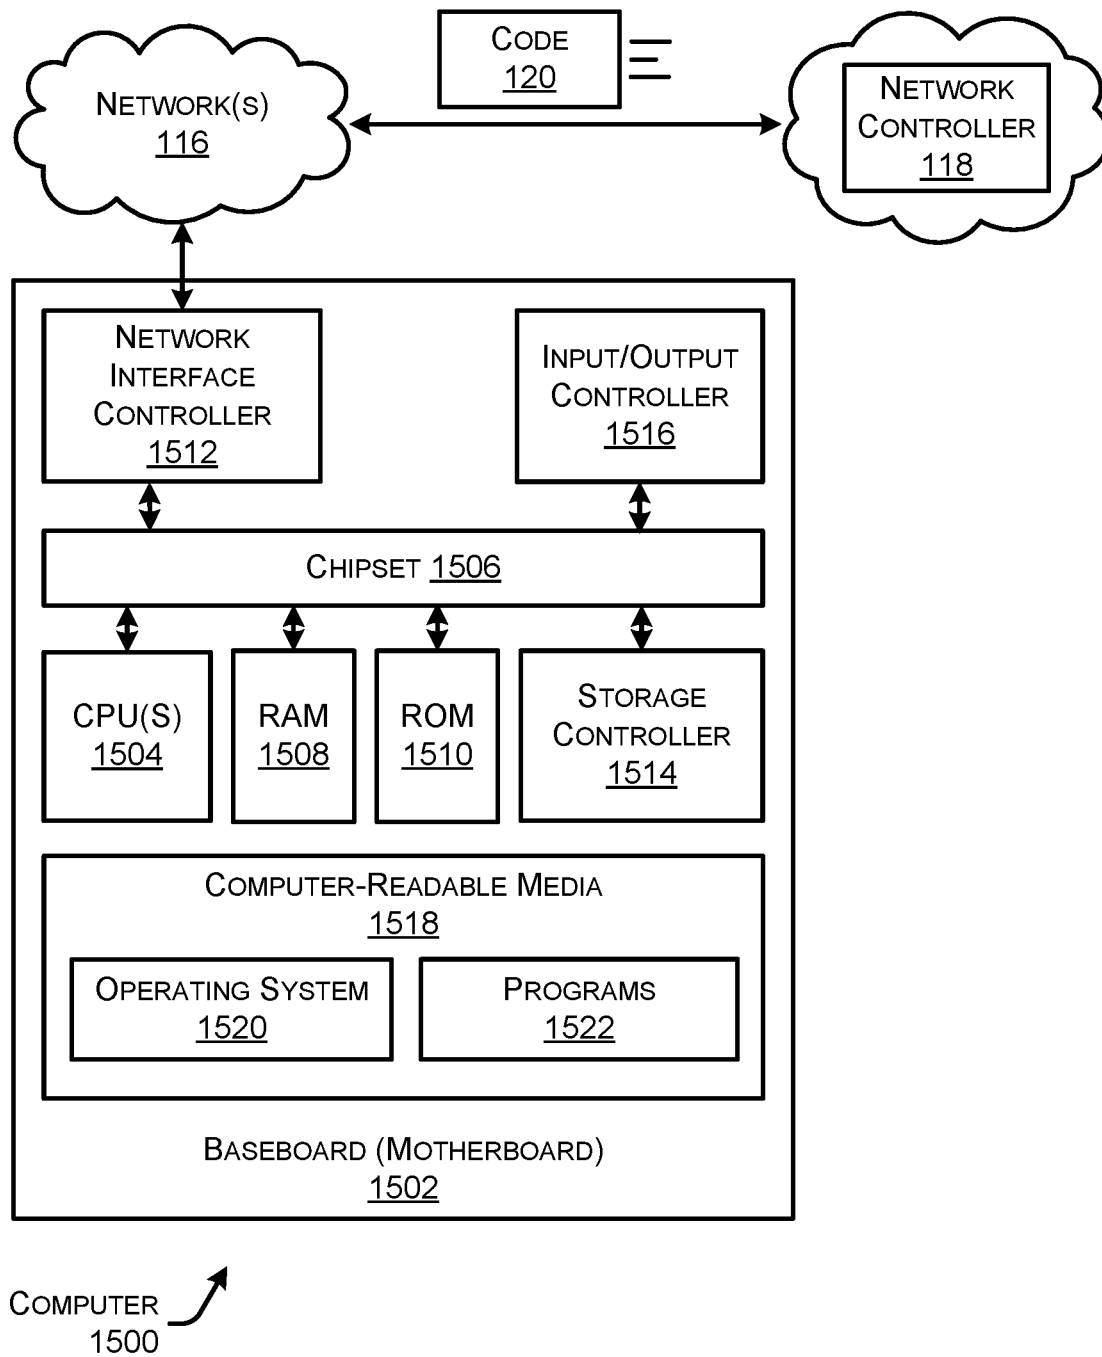 CODE
120
NETWORK(S)
116
NETWORK
CONTROLLER
118
NETWORK
INTERFACE
CONTROLLER
1512
INPUT/OUTPUT
CONTROLLER
1516
CHIPSET 1506
CPU(S)
1504
RAM
1508
ROM
1510
STORAGE
CONTROLLER
1514
COMPUTER-READABLE MEDIA
1518
OPERATING SYSTEM
1520
PROGRAMS
1522
BASEBOARD (MOTHERBOARD)
1502
COMPUTER
1500